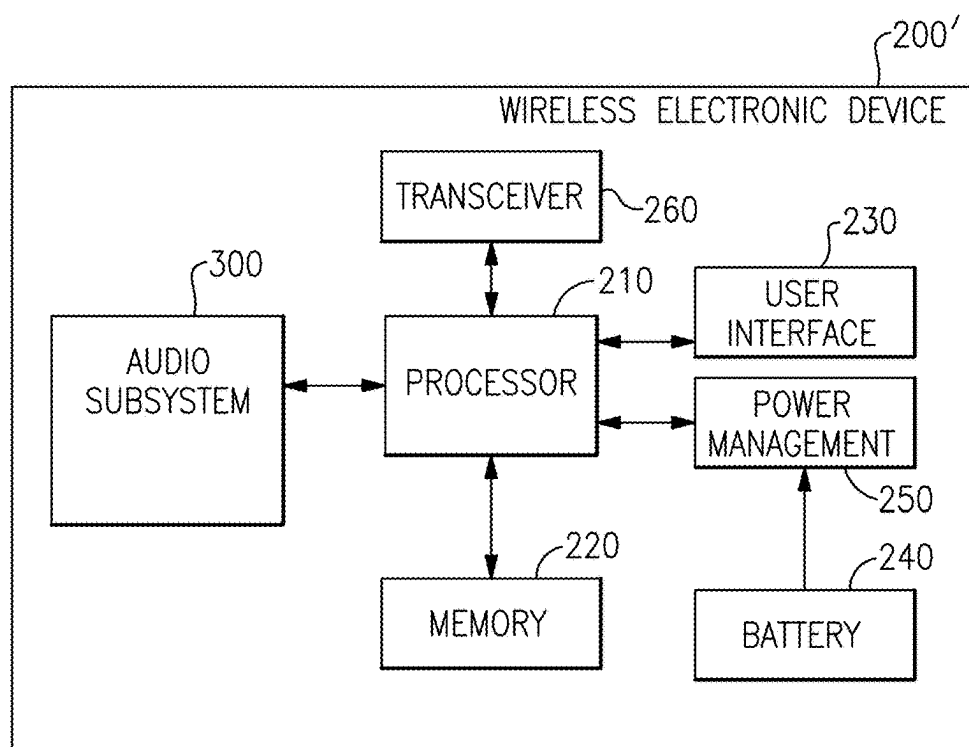 200'
WIRELESS ELECTRONIC DEVICE
TRANSCEIVER
260
230
300
210
USER
INTERFACE
AUDIO
SUBSYSTEM
PROCESSOR
POWER
MANAGEMENT
250
220
240
MEMORY
BATTERY